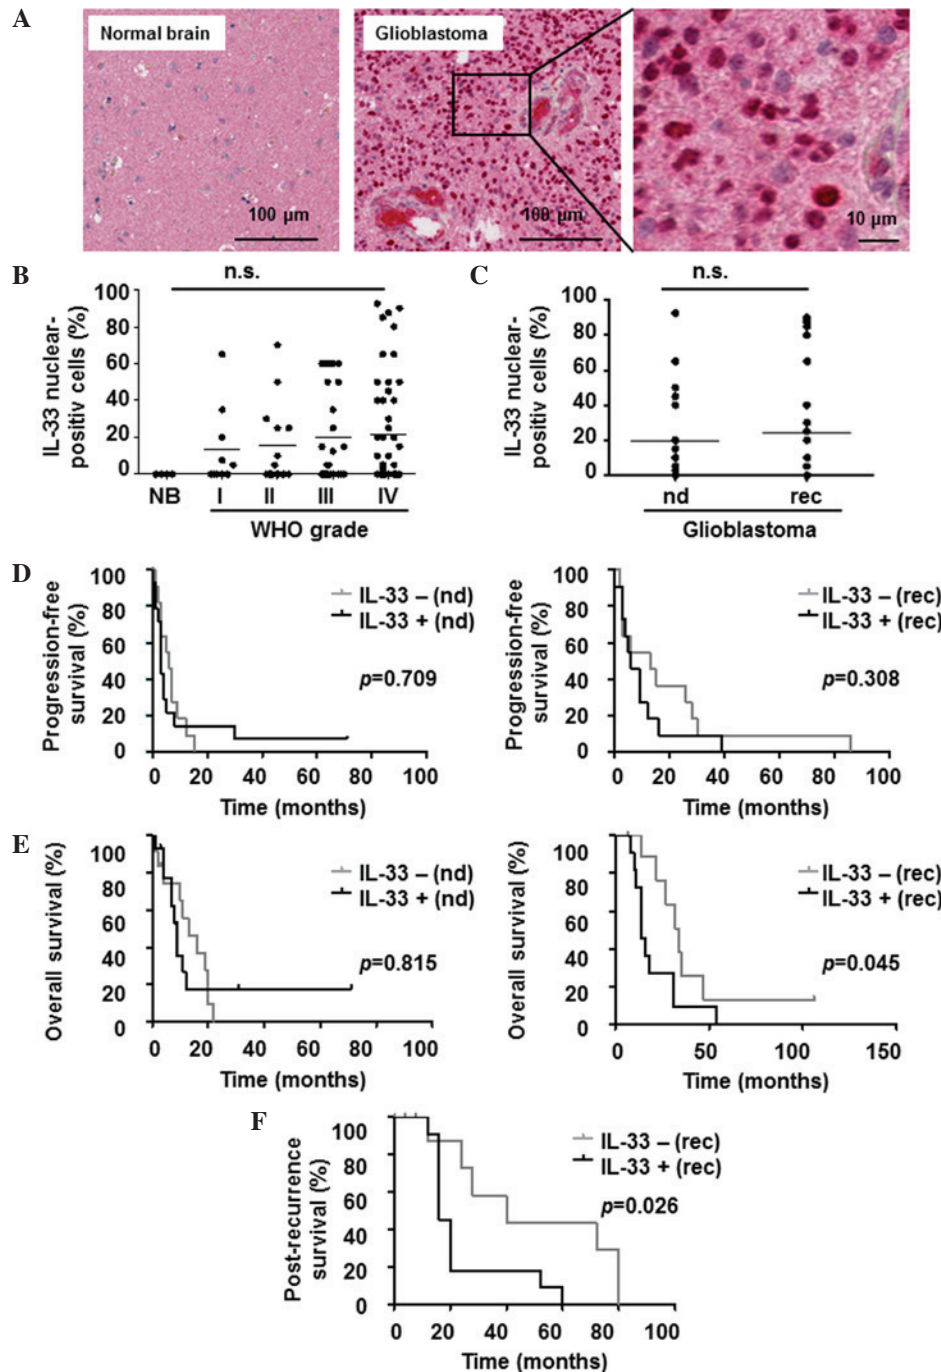 A
Normal brain
100 µm
Glioblastoma
100 µm
10 µm
B
n.s.
IL-33 nuclear-
positiv cells (%)
100
80
60
40
20
0
NB I II III IV
WHO grade
C
n.s.
IL-33 nuclear-
positiv cells (%)
100
80
60
40
20
0
nd rec
Glioblastoma
D
Progression-free
survival (%)
100
80
60
40
20
0
0 20 40 60 80 100
Time (months)
IL-33 – (nd)
IL-33 + (nd)
p=0.709
Progression-free
survival (%)
100
80
60
40
20
0
0 20 40 60 80 100
Time (months)
IL-33 – (rec)
IL-33 + (rec)
p=0.308
E
Overall survival (%)
100
80
60
40
20
0
0 20 40 60 80 100
Time (months)
IL-33 – (nd)
IL-33 + (nd)
p=0.815
Overall survival (%)
100
80
60
40
20
0
0 50 100 150
Time (months)
IL-33 – (rec)
IL-33 + (rec)
p=0.045
F
Post-recurrence
survival (%)
100
80
60
40
20
0
0 20 40 60 80 100
Time (months)
IL-33 – (rec)
IL-33 + (rec)
p=0.026